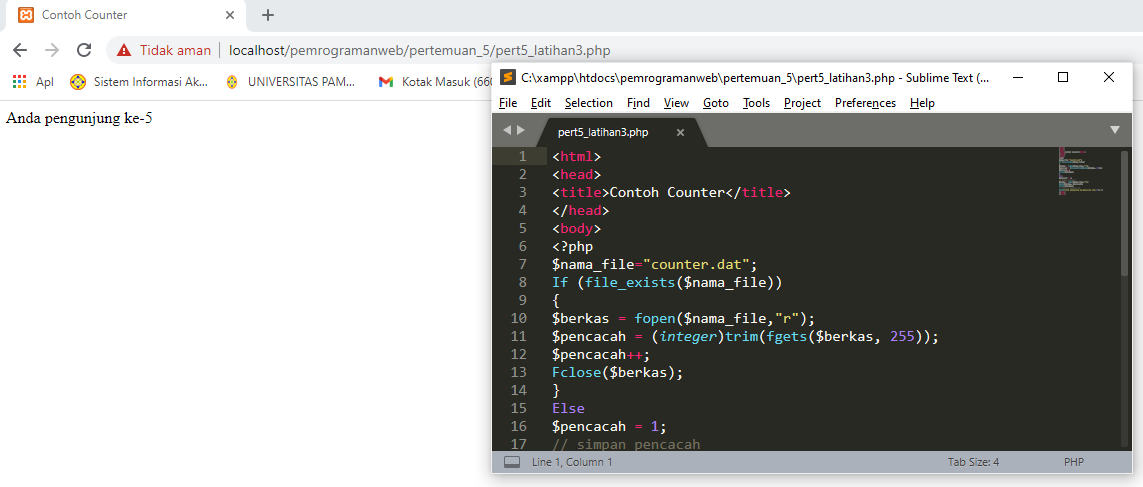 Contoh Counter
Tidak aman
localhost/pemrogramanweb/pertemuan_5/pert5_latihan3.php
Apl
Sistem Informasi Ak...
UNIVERSITAS PAM...
Kotak Masuk (660
Anda pengunjung ke-5
C:\xampp\htdocs\pemrogramanweb\pertemuan_5\pert5_latihan3.php - Sublime Text (...
File Edit Selection Find View Goto Tools Project Preferences Help
pert5_latihan3.php
1 <html>
2 <head>
3 <title>Contoh Counter</title>
4 </head>
5 <body>
6 <?php
7 $nama_file="counter.dat";
8 If (file_exists($nama_file))
9 {
10 $berkas = fopen($nama_file,"r");
11 $pencacah = (integer)trim(fgets($berkas, 255));
12 $pencacah++;
13 Fclose($berkas);
14 }
15 Else
16 $pencacah = 1;
17 // simpan pencacah
Line 1, Column 1
Tab Size: 4
PHP